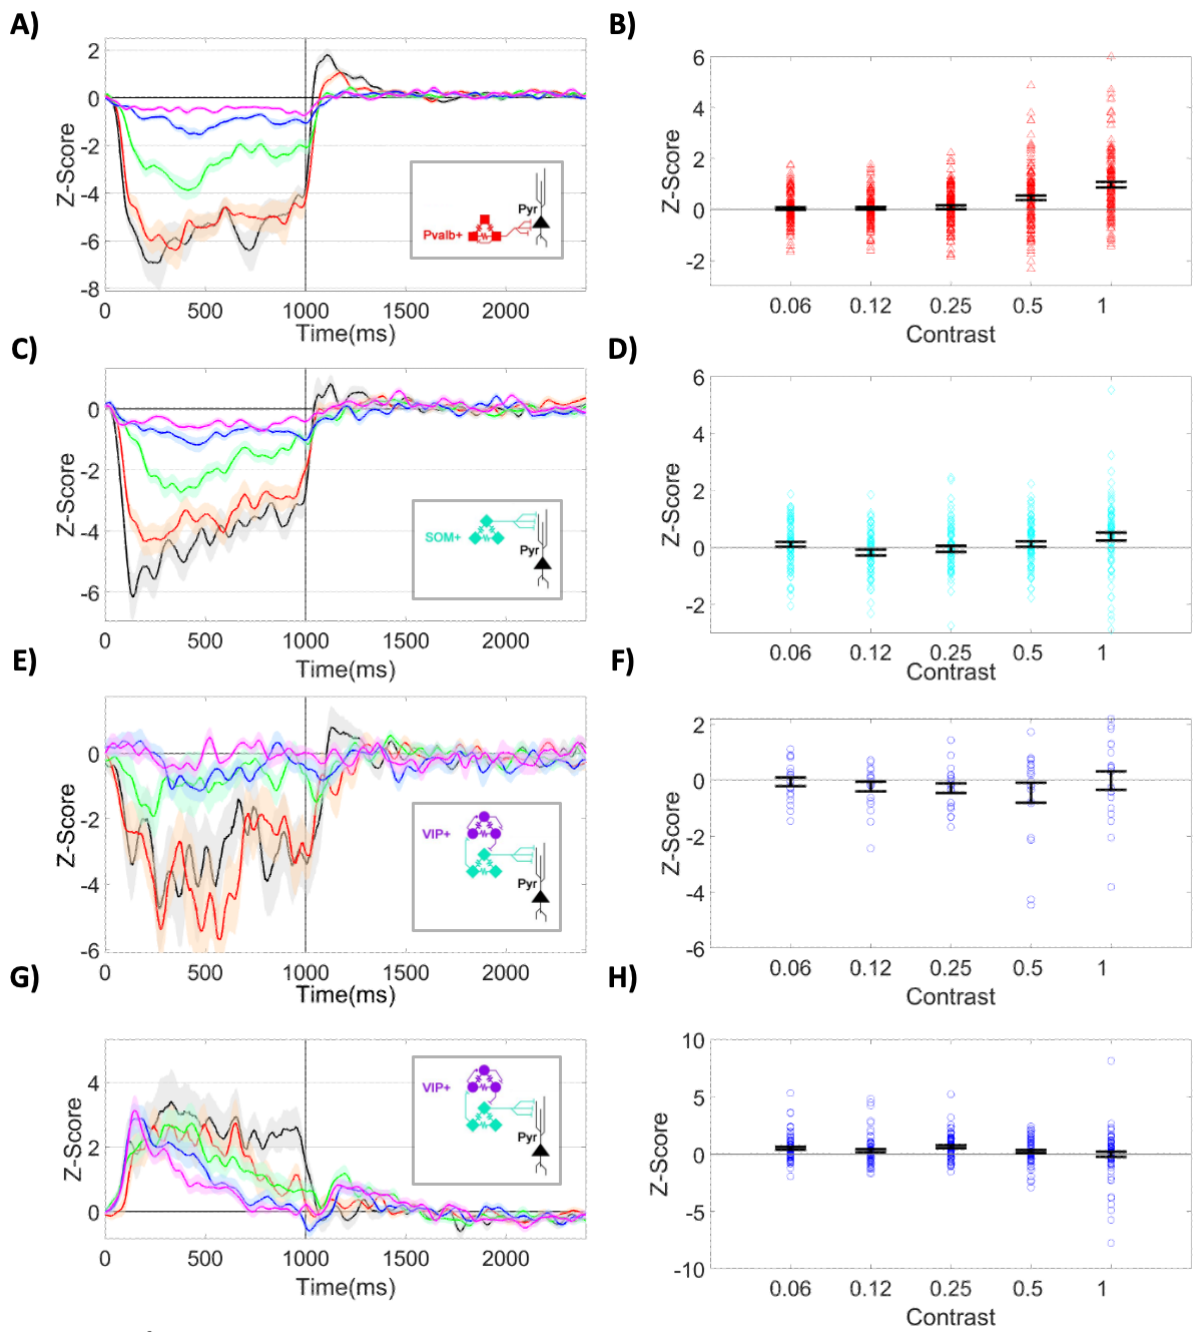 A)
B)
2
0
-2
-4
-6
-8
Z-Score
0 500 1000 1500 2000
Time(ms)
Pyr
Pvalb+
6
4
2
0
-2
Z-Score
0.06 0.12 0.25 0.5 1
Contrast
C)
D)
0
-2
-4
-6
Z-Score
0 500 1000 1500 2000
Time(ms)
SOM+
Pyr
6
4
2
0
-2
Z-Score
0.06 0.12 0.25 0.5 1
Contrast
E)
F)
0
-2
-4
-6
Z-Score
0 500 1000 1500 2000
Time(ms)
VIP+
Pyr
2
0
-2
-4
-6
Z-Score
0.06 0.12 0.25 0.5 1
Contrast
G)
H)
4
2
0
Z-Score
0 500 1000 1500 2000
Time(ms)
VIP+
Pyr
10
5
0
-5
-10
Z-Score
0.06 0.12 0.25 0.5 1
Contrast